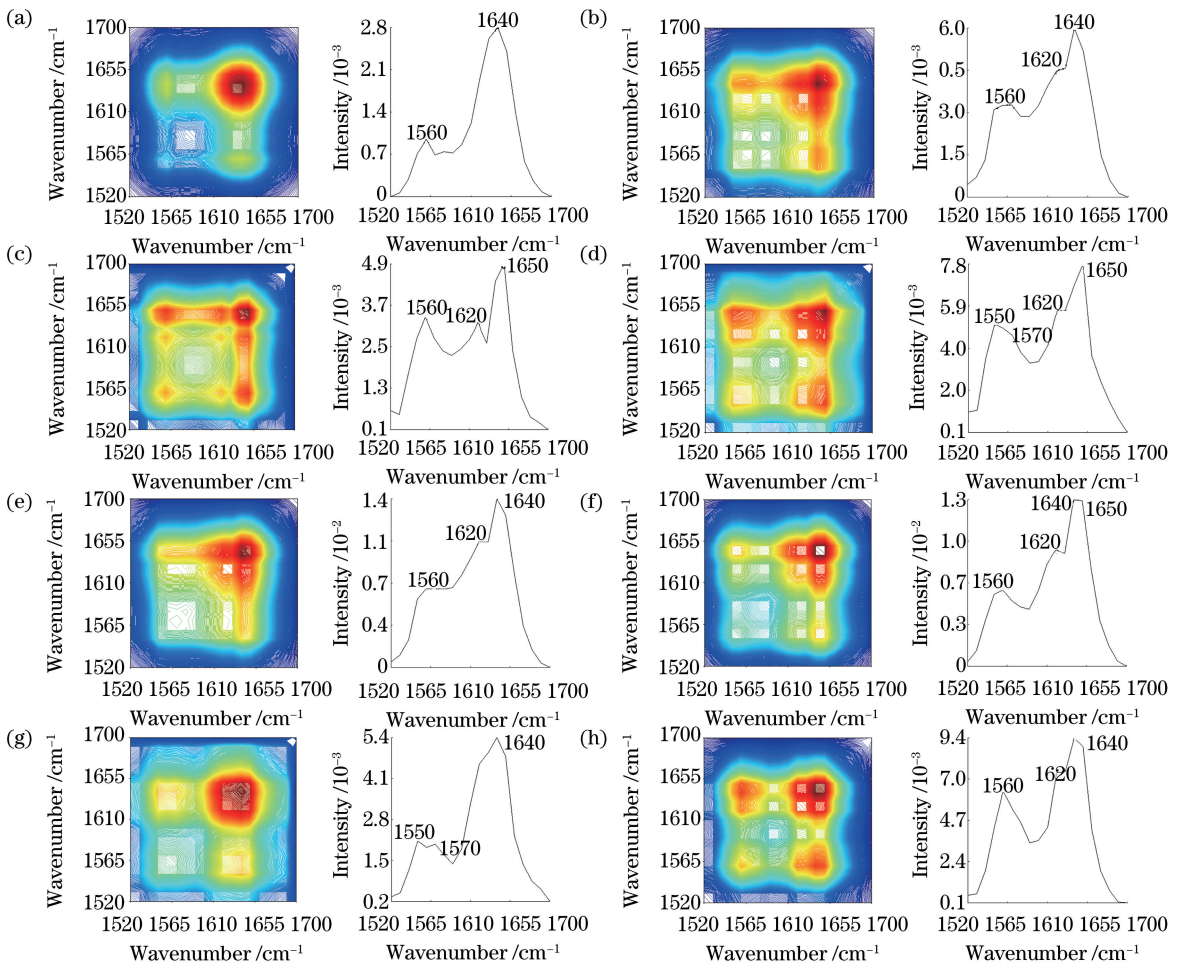 (a)
Wavenumber /cm⁻¹
1700
1655
1610
1565
1520
1520 1565 1610 1655 1700
Wavenumber /cm⁻¹
Intensity /10⁻³
2.8
2.1
1.4
0.7
0
1640
1560
1520 1565 1610 1655 1700
Wavenumber /cm⁻¹
(b)
Wavenumber /cm⁻¹
1700
1655
1610
1565
1520
1520 1565 1610 1655 1700
Wavenumber /cm⁻¹
Intensity /10⁻³
6.0
0.5
3.0
1.5
0
1640
1620
1560
1520 1565 1610 1655 1700
Wavenumber /cm⁻¹
(c)
Wavenumber /cm⁻¹
1700
1655
1610
1565
1520
1520 1565 1610 1655 1700
Wavenumber /cm⁻¹
Intensity /10⁻³
4.9
3.7
2.5
1.3
0.1
1650
1560
1620
1520 1565 1610 1655 1700
Wavenumber /cm⁻¹
(d)
Wavenumber /cm⁻¹
1700
1655
1610
1565
1520
1520 1565 1610 1655 1700
Wavenumber /cm⁻¹
Intensity /10⁻³
7.8
5.9
4.0
2.0
0.1
1650
1620
1550
1570
1520 1565 1610 1655 1700
Wavenumber /cm⁻¹
(e)
Wavenumber /cm⁻¹
1700
1655
1610
1565
1520
1520 1565 1610 1655 1700
Wavenumber /cm⁻¹
Intensity /10⁻²
1.4
1.1
0.7
0.4
0
1640
1620
1560
1520 1565 1610 1655 1700
Wavenumber /cm⁻¹
(f)
Wavenumber /cm⁻¹
1700
1655
1610
1565
1520
1520 1565 1610 1655 1700
Wavenumber /cm⁻¹
Intensity /10⁻²
1.3
1.0
0.7
0.3
0
1640
1650
1620
1560
1520 1565 1610 1655 1700
Wavenumber /cm⁻¹
(g)
Wavenumber /cm⁻¹
1700
1655
1610
1565
1520
1520 1565 1610 1655 1700
Wavenumber /cm⁻¹
Intensity /10⁻³
5.4
4.1
2.8
1.5
0.2
1640
1550
1570
1520 1565 1610 1655 1700
Wavenumber /cm⁻¹
(h)
Wavenumber /cm⁻¹
1700
1655
1610
1565
1520
1520 1565 1610 1655 1700
Wavenumber /cm⁻¹
Intensity /10⁻³
9.4
7.0
4.7
2.4
0.1
1640
1620
1560
1520 1565 1610 1655 1700
Wavenumber /cm⁻¹